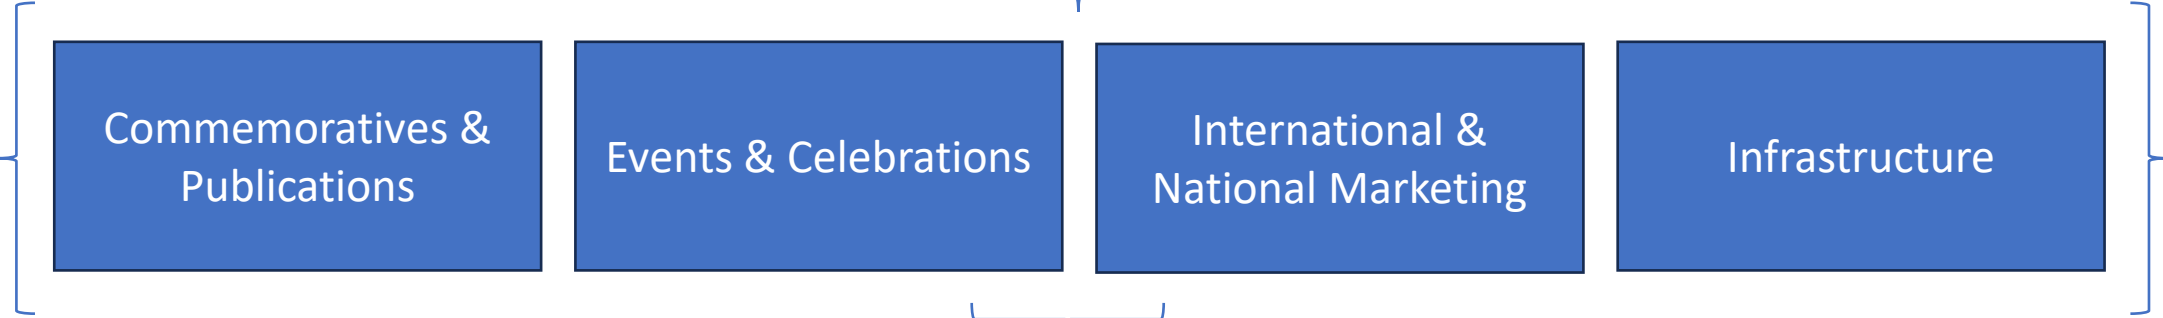 Commemoratives &
Publications
Events & Celebrations
International &
National Marketing
Infrastructure